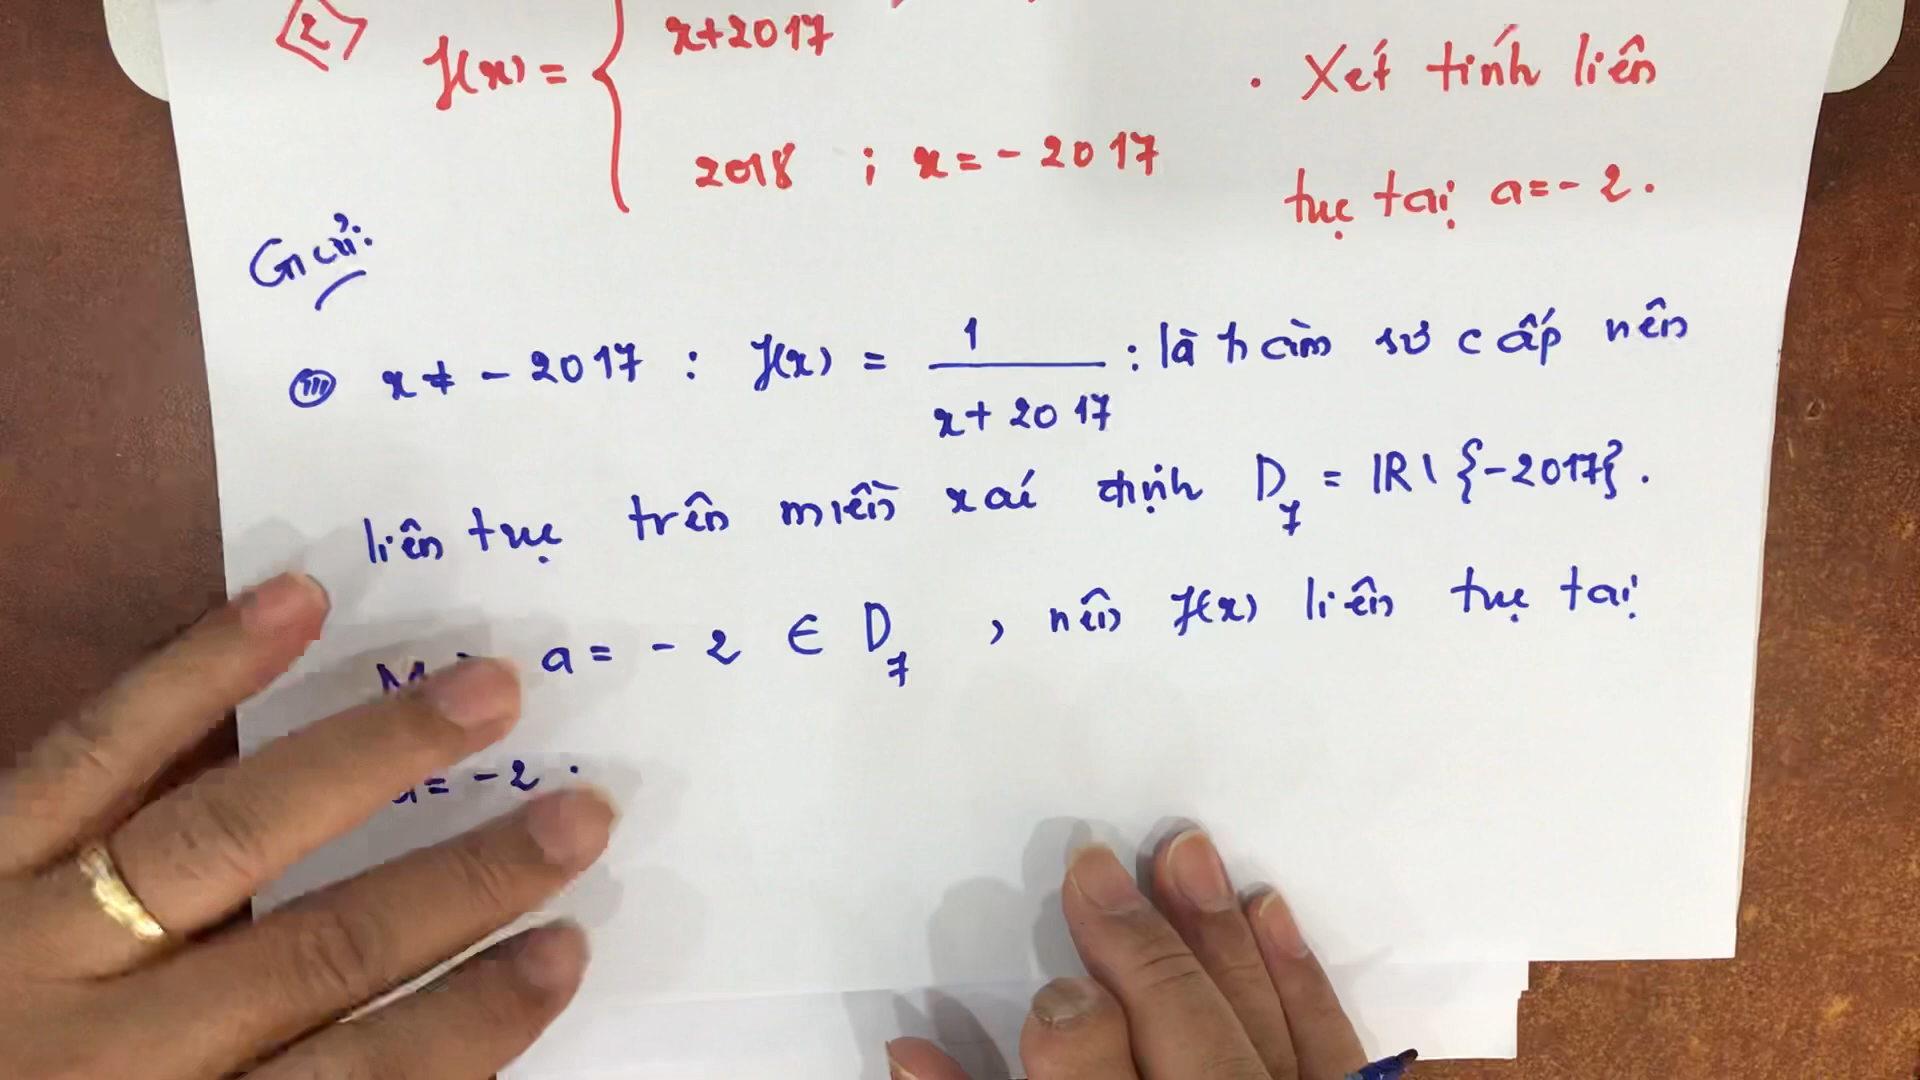 2
x+2017
f(x) = {
2018 ; x = - 2017
. Xét tính liên
tục tại a = - 2 .
Giải:
x ≠ - 2017 : f(x) = 1 / x + 2017 : là hàm sơ cấp nên
liên tục trên miền xác định D_f = IR \ {-2017}.
a = - 2 ∈ D_f , nên f(x) liên tục tại
a = - 2 .